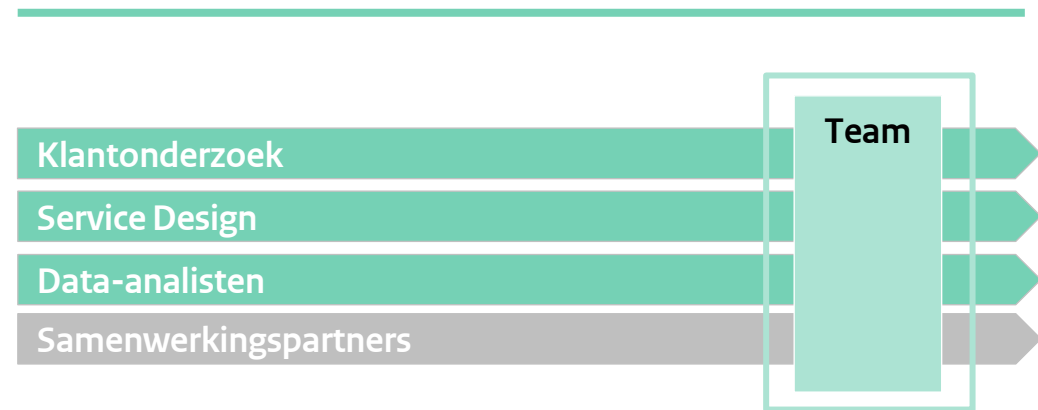 Team
Klantonderzoek
Service Design
Data-analisten
Samenwerkingspartners